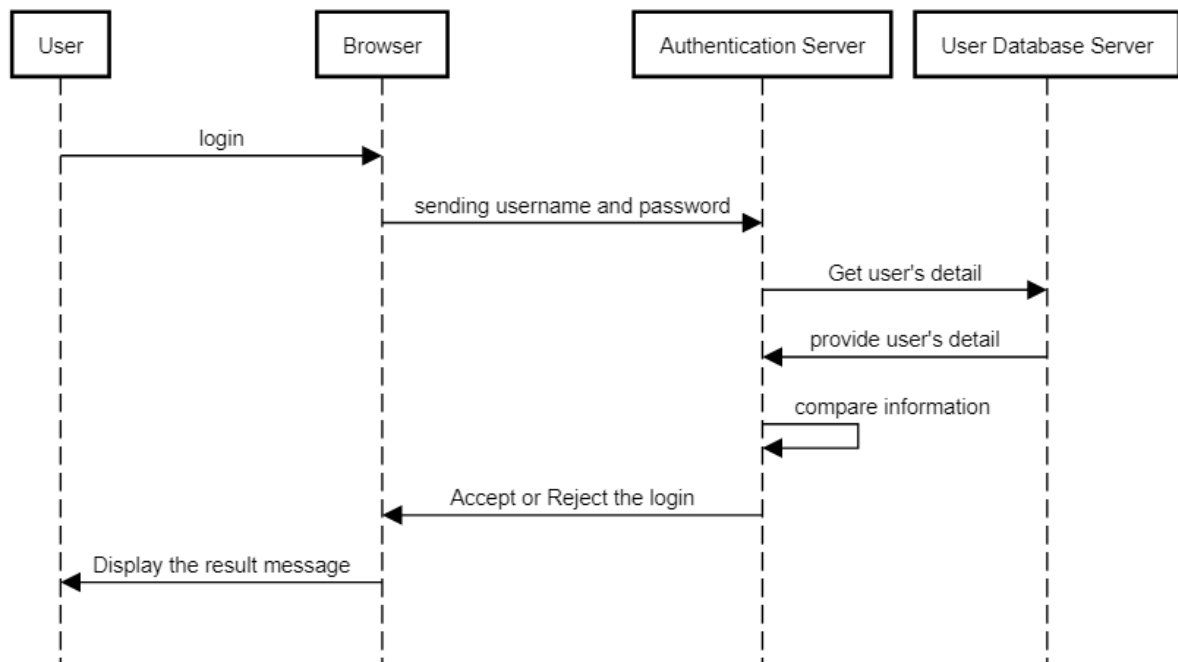 User
Browser
Authentication Server
User Database Server
login
sending username and password
Get user's detail
provide user's detail
compare information
Accept or Reject the login
Display the result message